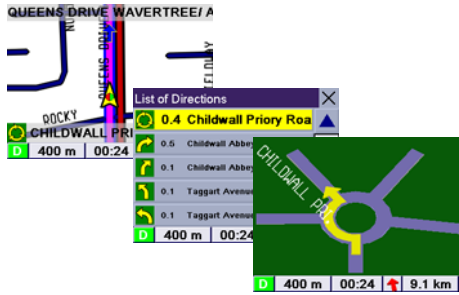 QUEENS DRIVE WAVERTREE/ A
QUEENS DRIVE
ROCKY
CHILDWALL PRI
D 400 m 00:24
List of Directions
0.4 Childwall Priory Roa
0.5 Childwall Abbey
0.1 Childwall Abbey
0.1 Taggart Avenue
0.1 Taggart Avenue
D 400 m 00:24
CHILDWALL PRI.
D 400 m 00:24 9.1 km